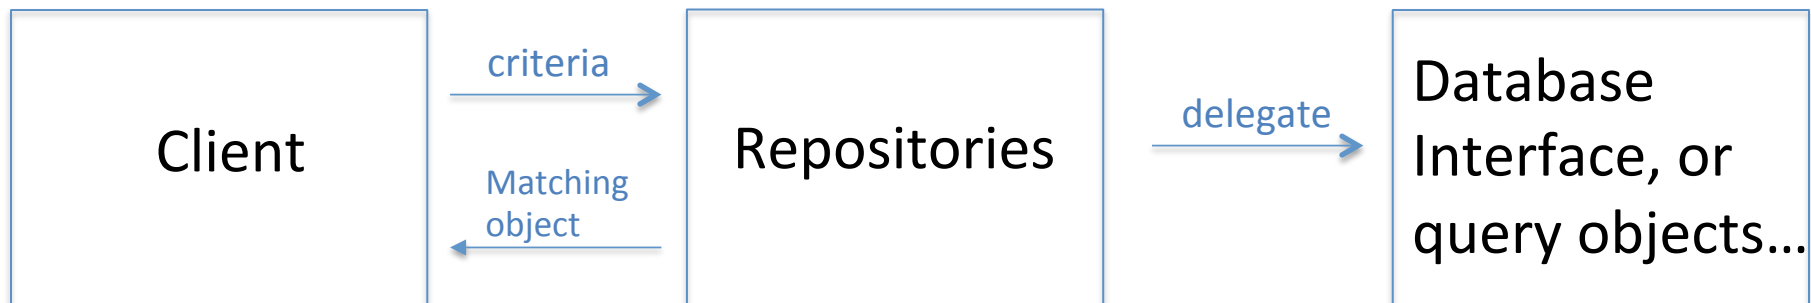 Client
criteria
Matching
object
Repositories
delegate
Database
Interface, or
query objects…